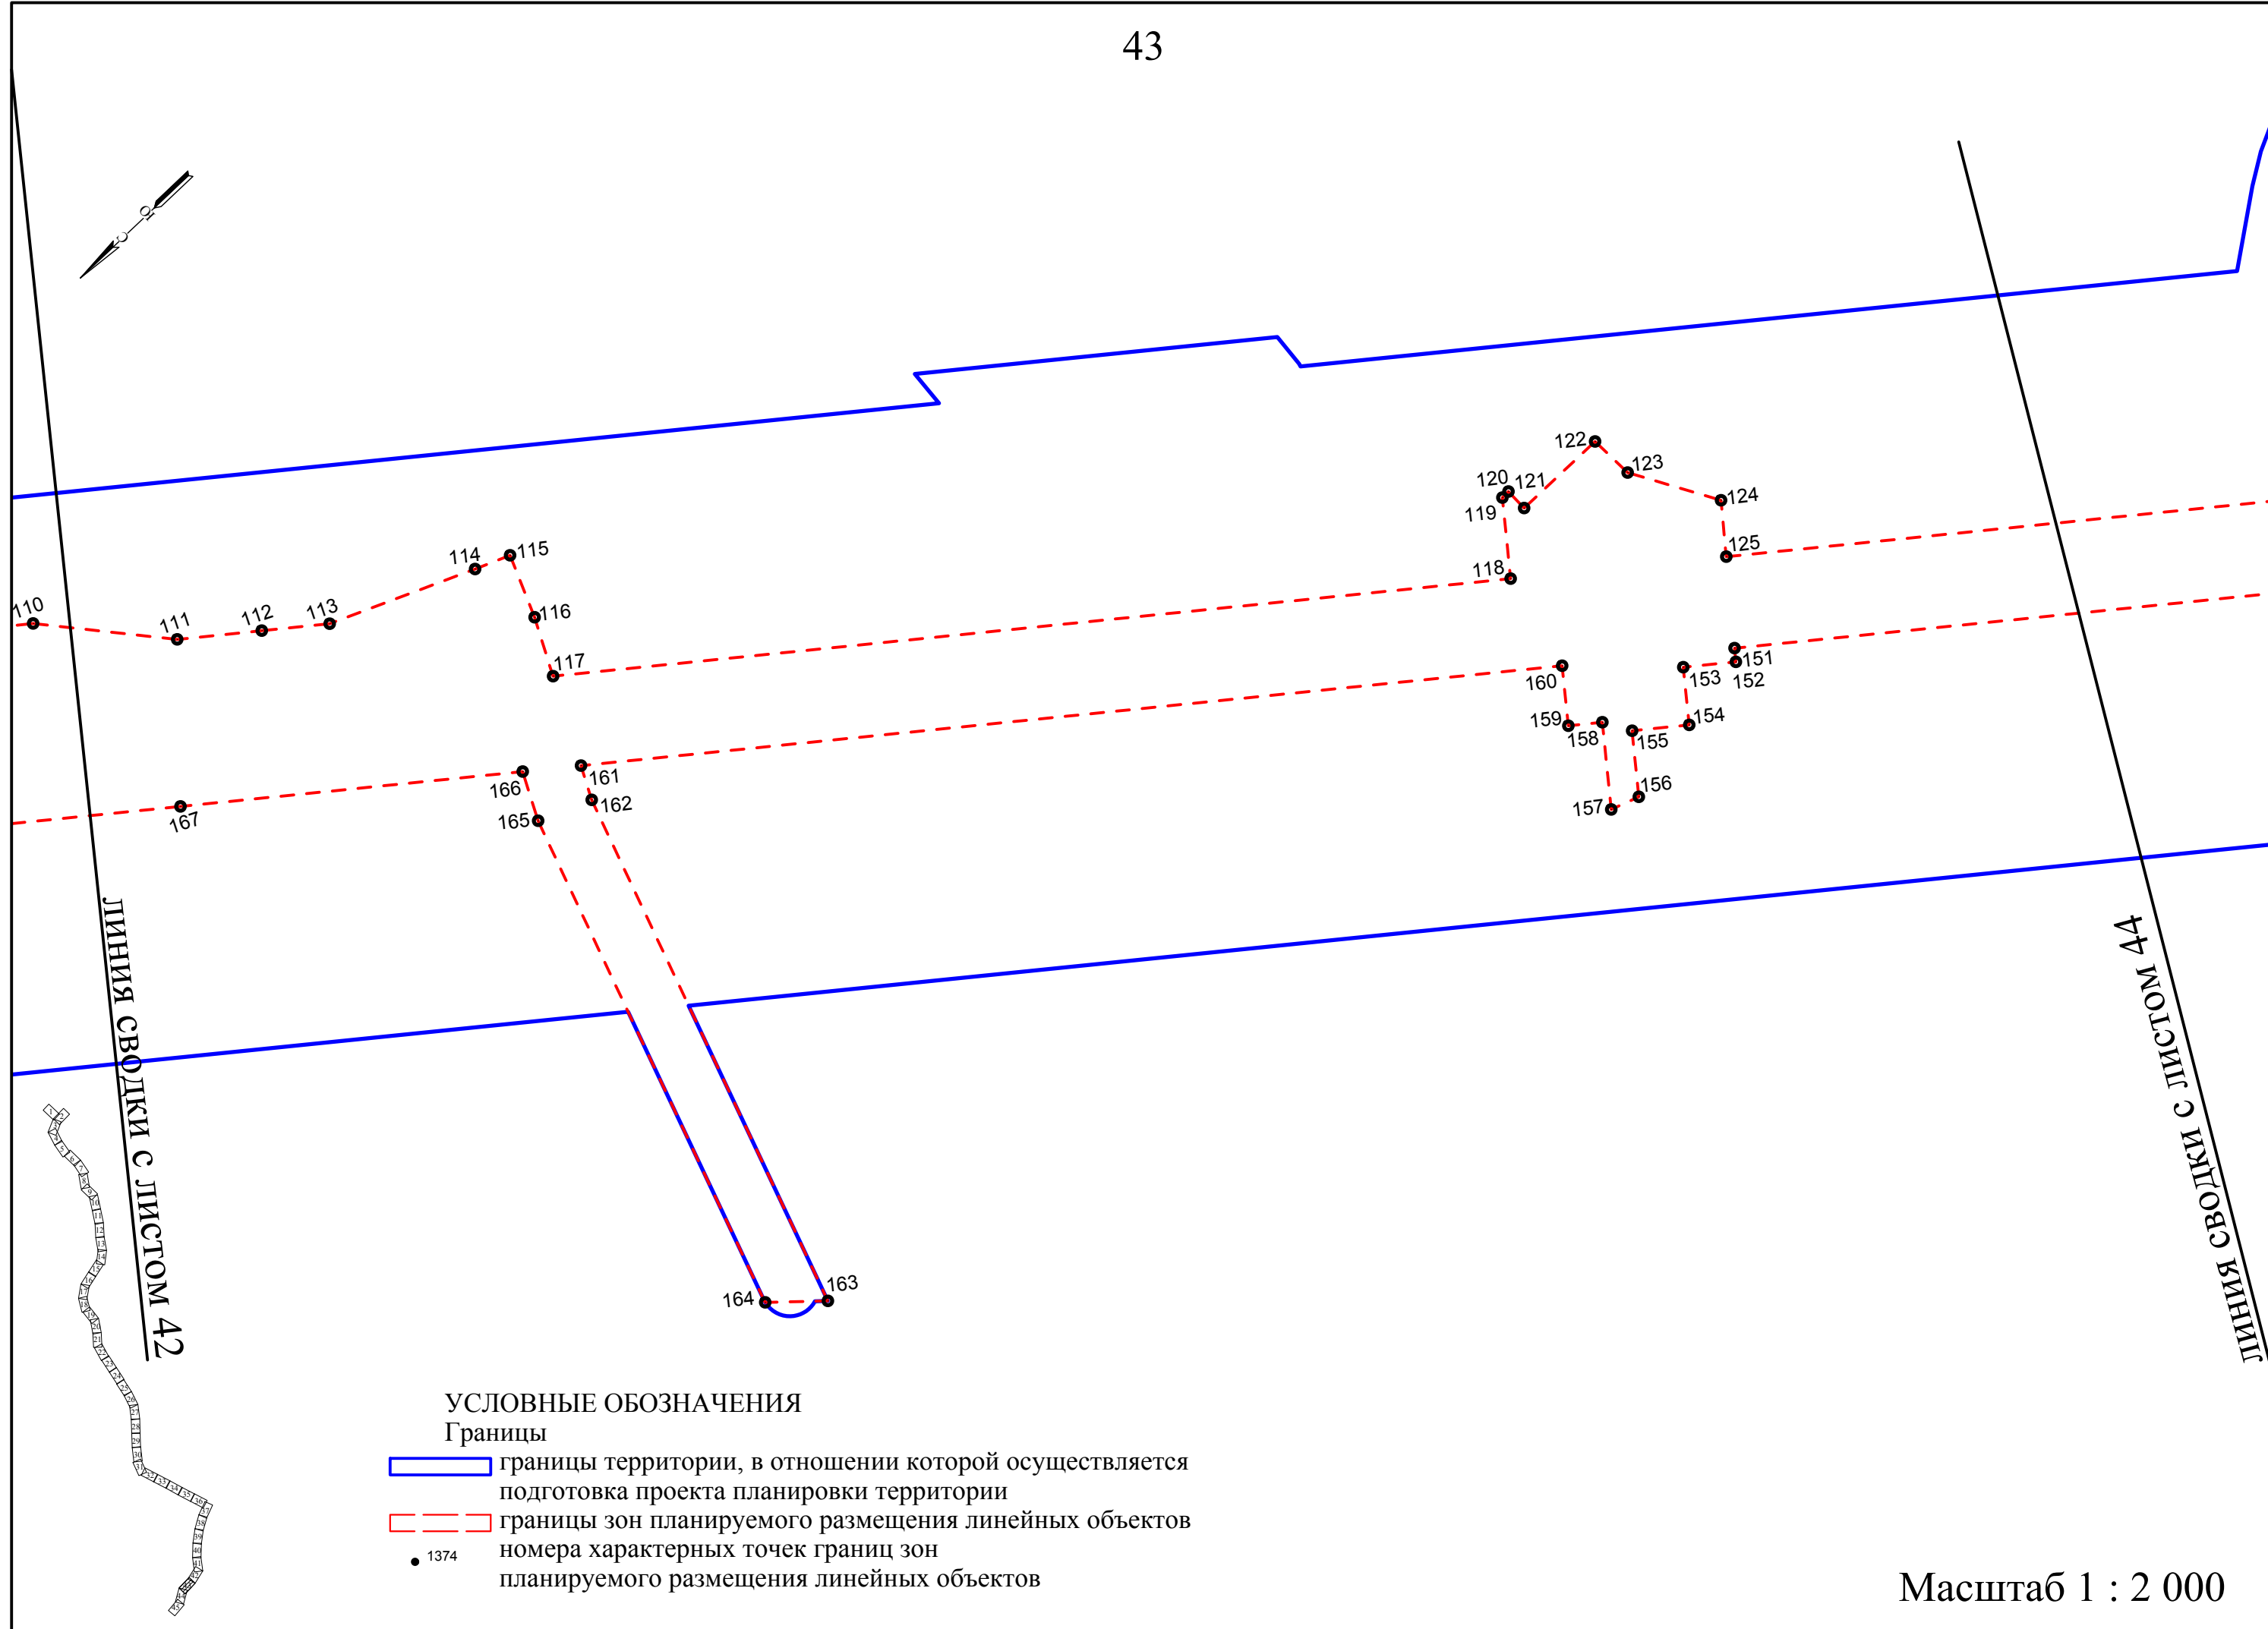 43
Ю
С
122
123
120
121
119
124
125
118
115
114
110
111
112
113
116
117
151
152
153
160
154
159
158
155
156
157
161
162
166
165
167
163
164
ЛИНИЯ СВОДКИ С ЛИСТОМ 42
ЛИНИЯ СВОДКИ С ЛИСТОМ 44
УСЛОВНЫЕ ОБОЗНАЧЕНИЯ
Границы
границы территории, в отношении которой осуществляется
подготовка проекта планировки территории
границы зон планируемого размещения линейных объектов
1374
номера характерных точек границ зон
планируемого размещения линейных объектов
Масштаб 1 : 2 000